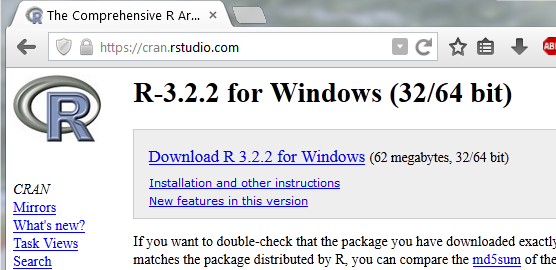 The Comprehensive R Ar...
https://cran.rstudio.com
R
R-3.2.2 for Windows (32/64 bit)
Download R 3.2.2 for Windows (62 megabytes, 32/64 bit)
Installation and other instructions
New features in this version
CRAN
Mirrors
What's new?
Task Views
Search
If you want to double-check that the package you have downloaded exactly
matches the package distributed by R, you can compare the md5sum of the